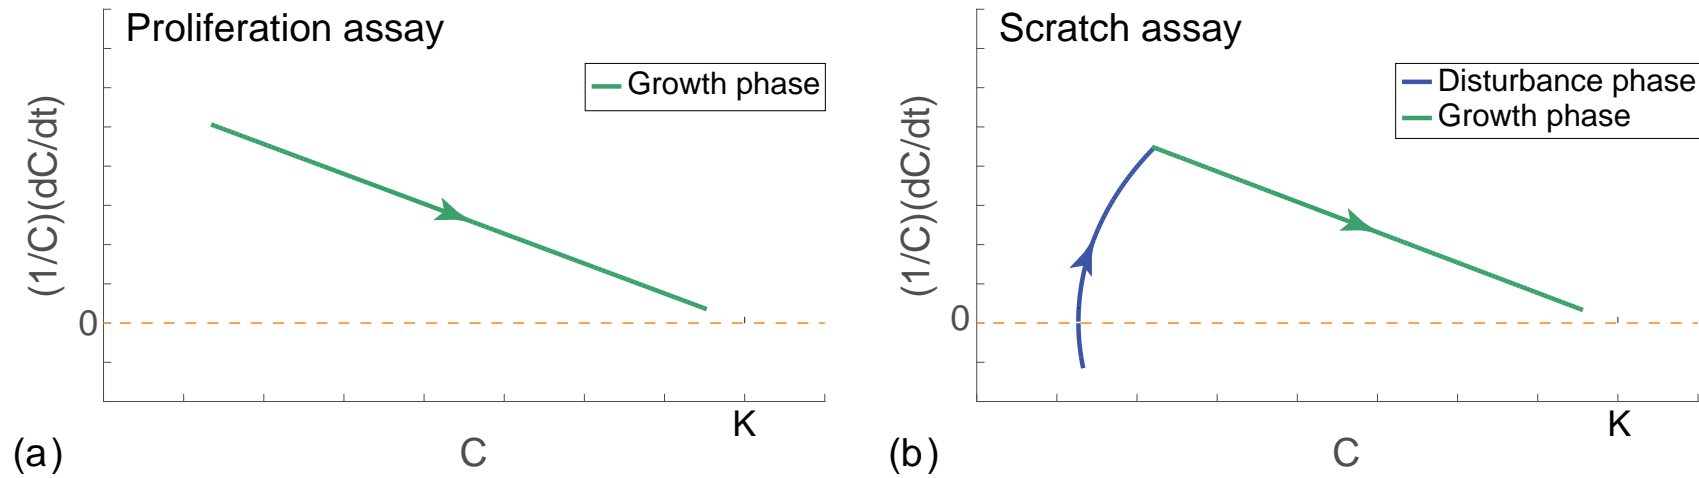 Proliferation assay
Growth phase
(1/C)(dC/dt)
0
K
C
(a)
Scratch assay
Disturbance phase
Growth phase
(1/C)(dC/dt)
0
K
C
(b)